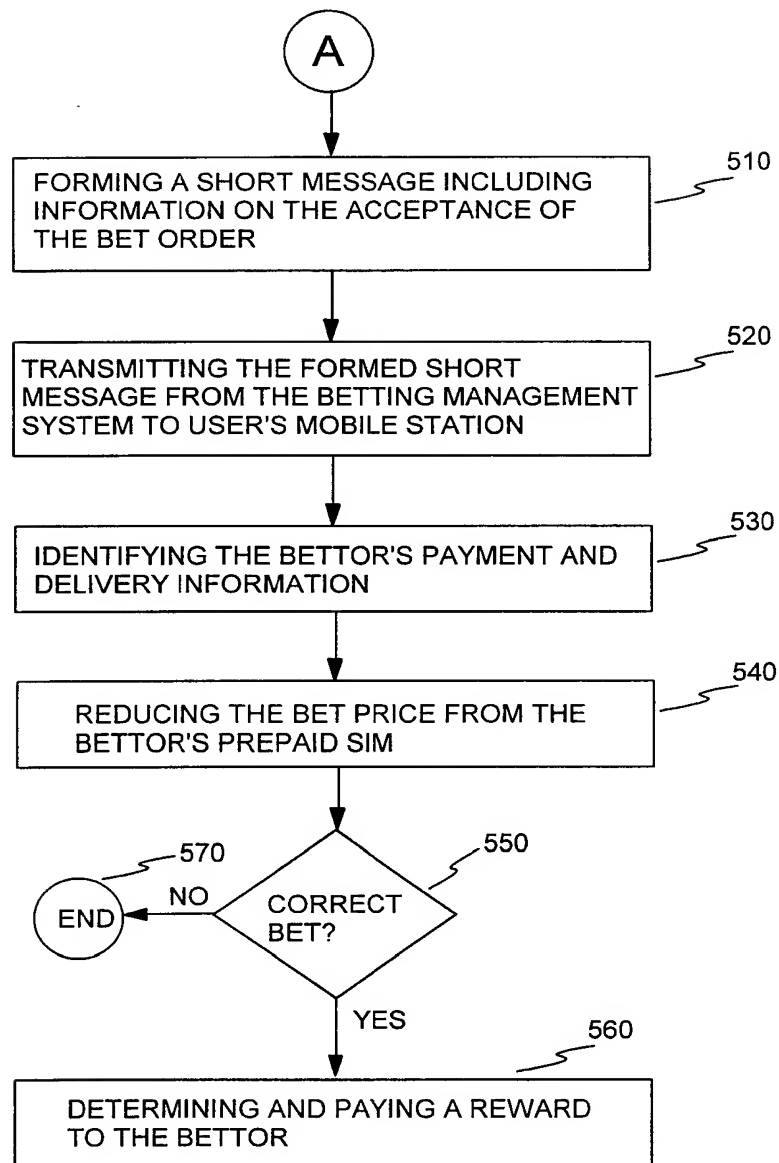 A
510
FORMING A SHORT MESSAGE INCLUDING
INFORMATION ON THE ACCEPTANCE OF
THE BET ORDER
520
TRANSMITTING THE FORMED SHORT
MESSAGE FROM THE BETTING MANAGEMENT
SYSTEM TO USER'S MOBILE STATION
530
IDENTIFYING THE BETTOR'S PAYMENT AND
DELIVERY INFORMATION
540
REDUCING THE BET PRICE FROM THE
BETTOR'S PREPAID SIM
570
550
END
NO
CORRECT
BET?
YES
560
DETERMINING AND PAYING A REWARD
TO THE BETTOR